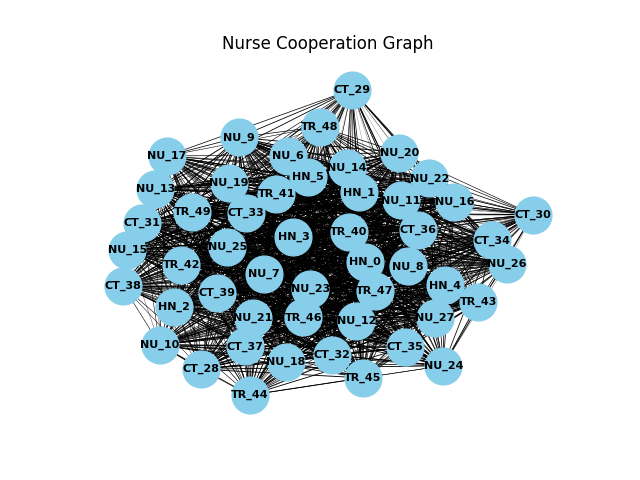 Nurse Cooperation Graph
CT_29
TR_48
NU_9
NU_20
NU_6
NU_17
NU_14
HN_5
NU_22
NU_19
NU_13
HN_1
TR_41
NU_11
NU_16
TR_49
CT_33
CT_30
CT_31
CT_36
TR_40
HN_3
CT_34
NU_25
NU_15
HN_0
NU_26
TR_42
NU_8
NU_7
CT_38
HN_4
NU_23
TR_47
CT_39
TR_43
HN_2
NU_21
TR_46
NU_27
NU_12
NU_10
CT_37
CT_35
CT_32
NU_18
NU_24
CT_28
TR_45
TR_44